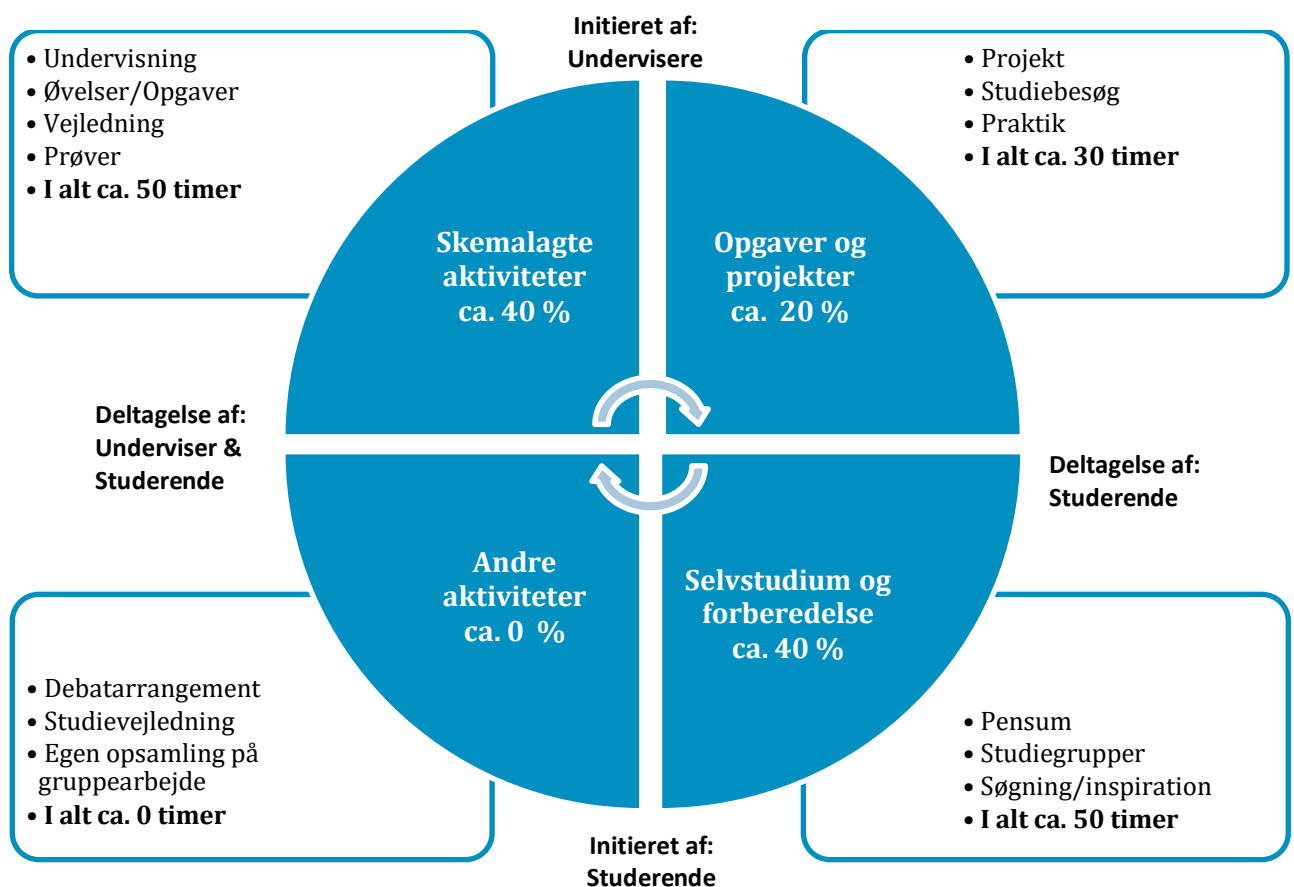 Initieret af:
Undervisere
• Undervisning
• Øvelser/Opgaver
• Vejledning
• Prøver
• I alt ca. 50 timer
• Projekt
• Studiebesøg
• Praktik
• I alt ca. 30 timer
Skemalagte
aktiviteter
ca. 40 %
Opgaver og
projekter
ca. 20 %
Deltagelse af:
Underviser &
Studerende
Deltagelse af:
Studerende
Andre
aktiviteter
ca. 0 %
Selvstudium og
forberedelse
ca. 40 %
• Debatarrangement
• Studievejledning
• Egen opsamling på
gruppearbejde
• I alt ca. 0 timer
• Pensum
• Studiegrupper
• Søgning/inspiration
• I alt ca. 50 timer
Initieret af:
Studerende